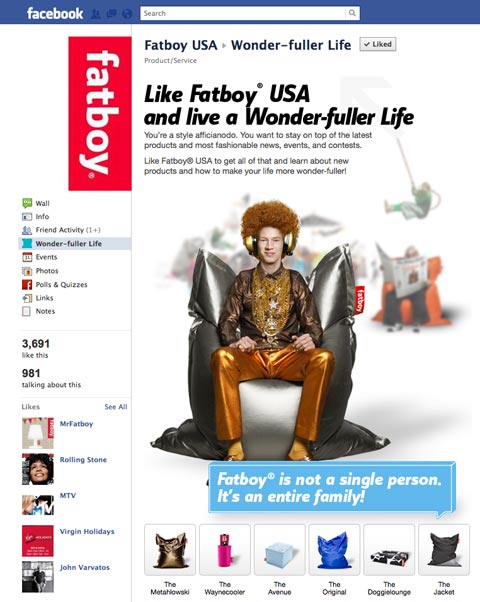 facebook
Search
fatboy®
Fatboy USA ▸ Wonder-fuller Life
Liked
Product/Service
Like Fatboy® USA
and live a Wonder-fuller Life
You're a style afficianodo. You want to stay on top of the latest
products and most fashionable news, events, and contests.
Like Fatboy® USA to get all of that and learn about new
products and how to make your life more wonder-fuller!
Wall
Info
Friend Activity (1+)
Wonder-fuller Life
Events
Photos
Polls & Quizzes
Links
Notes
3,691
like this
981
talking about this
Likes
See All
MrFatboy
Rolling Stone
MTV
Virgin Holidays
John Varvatos
fatboy
Fatboy® is not a single person.
It's an entire family!
The
Metahlowski
The
Waynecooler
The
Avenue
The
Original
The
Doggielounge
The
Jacket